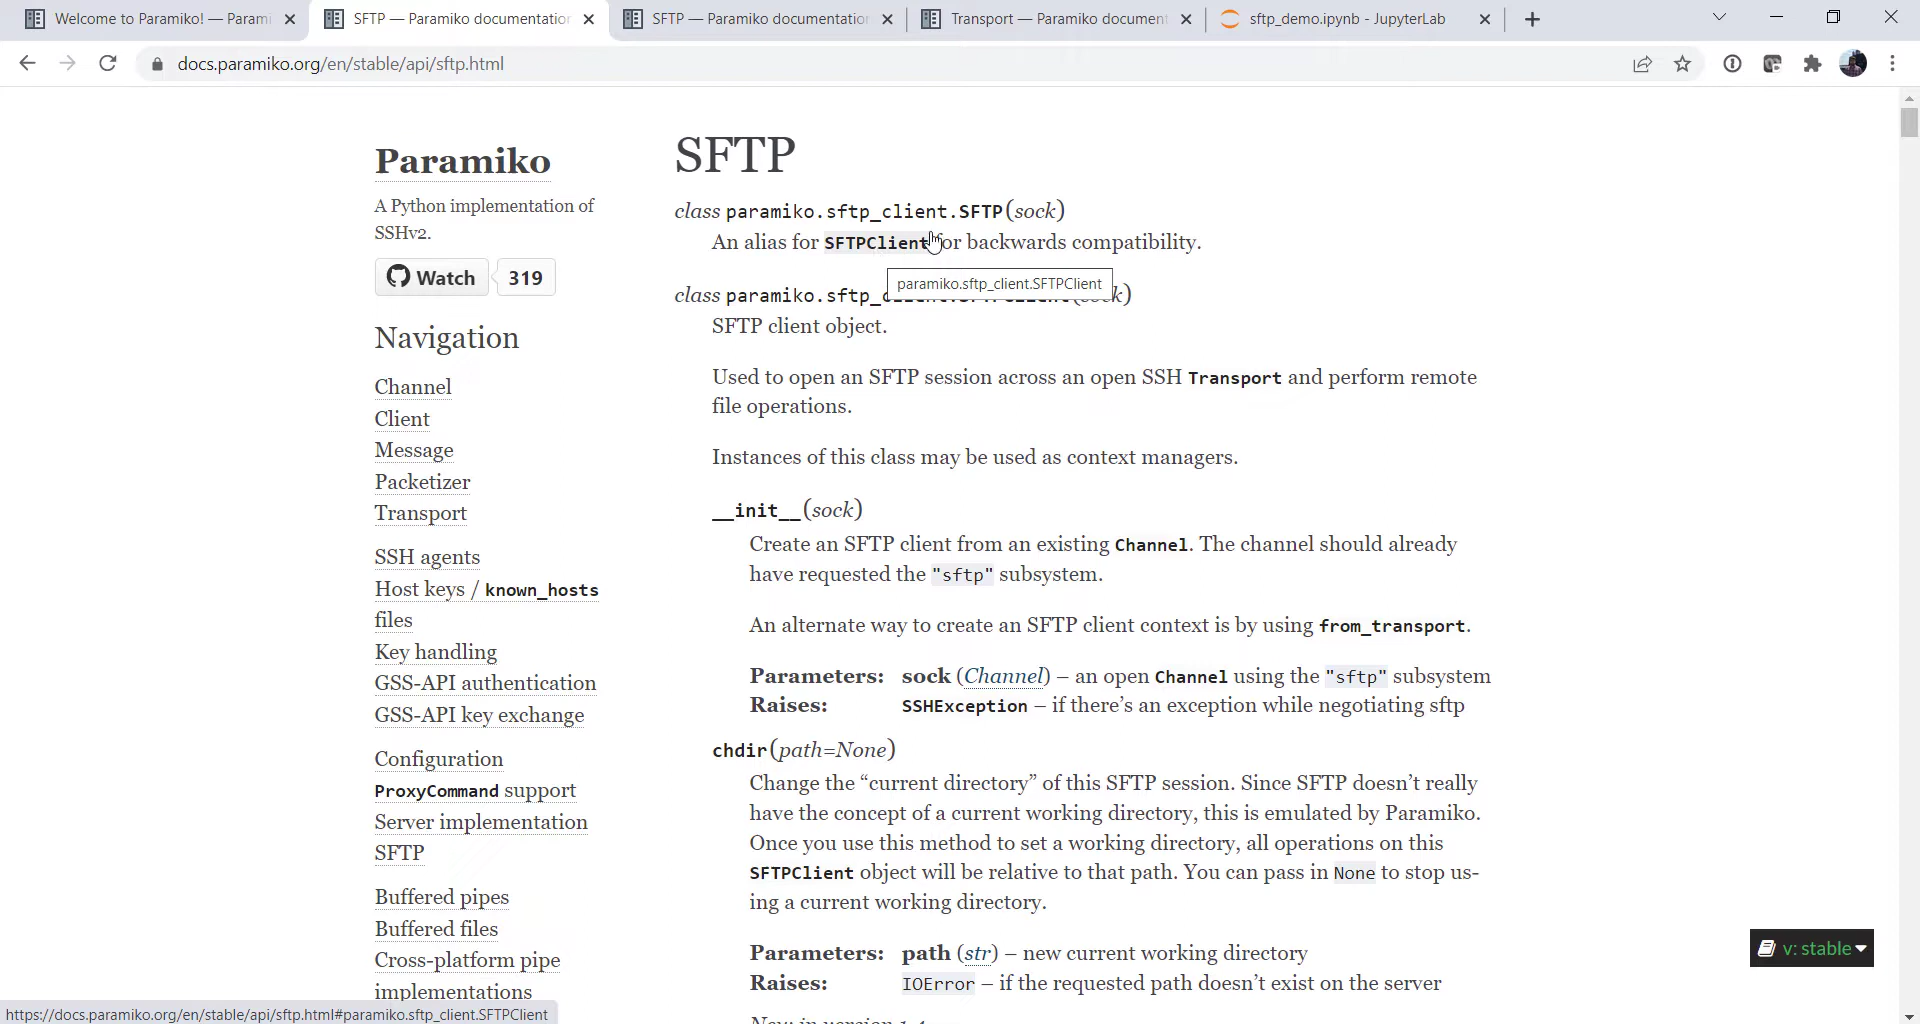 Welcome to Paramiko! — Parami
SFTP — Paramiko documentation
SFTP — Paramiko documentation
Transport — Paramiko document
sftp_demo.ipynb - JupyterLab
docs.paramiko.org/en/stable/api/sftp.html
Paramiko
A Python implementation of
SSHv2.
Watch 319
Navigation
Channel
Client
Message
Packetizer
Transport
SSH agents
Host keys / known_hosts
files
Key handling
GSS-API authentication
GSS-API key exchange
Configuration
ProxyCommand support
Server implementation
SFTP
Buffered pipes
Buffered files
Cross-platform pipe
implementations
SFTP
class paramiko.sftp_client.SFTP(sock)
An alias for SFTPClient for backwards compatibility.
paramiko.sftp_client.SFTPClient
class paramiko.sftp_
SFTP client object.
Used to open an SFTP session across an open SSH Transport and perform remote
file operations.
Instances of this class may be used as context managers.
__init__(sock)
Create an SFTP client from an existing Channel. The channel should already
have requested the "sftp" subsystem.
An alternate way to create an SFTP client context is by using from_transport.
Parameters: sock (Channel) – an open Channel using the "sftp" subsystem
Raises: SSHException – if there’s an exception while negotiating sftp
chdir(path=None)
Change the “current directory” of this SFTP session. Since SFTP doesn’t really
have the concept of a current working directory, this is emulated by Paramiko.
Once you use this method to set a working directory, all operations on this
SFTPClient object will be relative to that path. You can pass in None to stop us-
ing a current working directory.
Parameters: path (str) – new current working directory
Raises: IOError – if the requested path doesn’t exist on the server
v: stable
https://docs.paramiko.org/en/stable/api/sftp.html#paramiko.sftp_client.SFTPClient